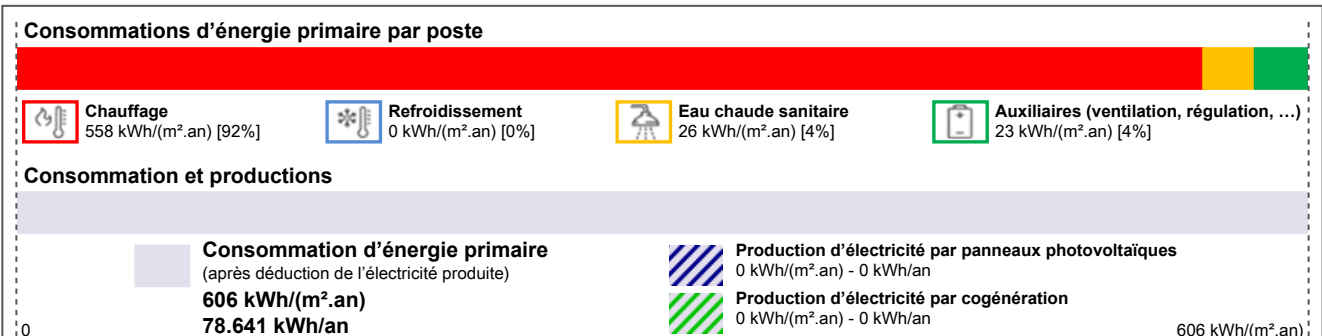 Consommations d’énergie primaire par poste
Chauffage
558 kWh/(m².an) [92%]
Refroidissement
0 kWh/(m².an) [0%]
Eau chaude sanitaire
26 kWh/(m².an) [4%]
Auxiliaires (ventilation, régulation, …)
23 kWh/(m².an) [4%]
Consommation et productions
Consommation d’énergie primaire
(après déduction de l’électricité produite)
606 kWh/(m².an)
78.641 kWh/an
Production d’électricité par panneaux photovoltaïques
0 kWh/(m².an) - 0 kWh/an
Production d’électricité par cogénération
0 kWh/(m².an) - 0 kWh/an
0
606 kWh/(m².an)